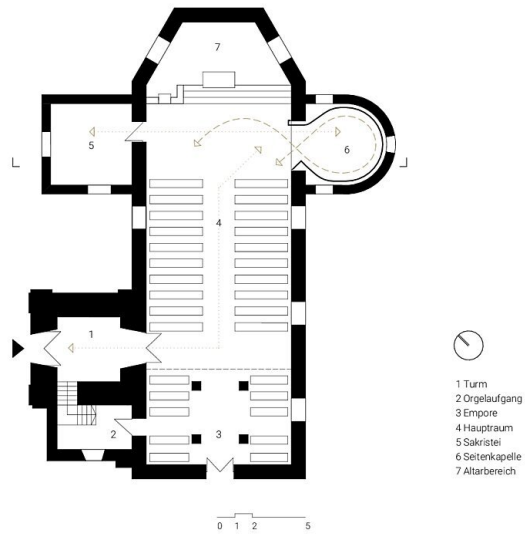 7
5
6
4
1
2
3
1 Turm
2 Orgelaufgang
3 Empore
4 Hauptraum
5 Sakristei
6 Seitenkapelle
7 Altarbereich
0 1 2 5